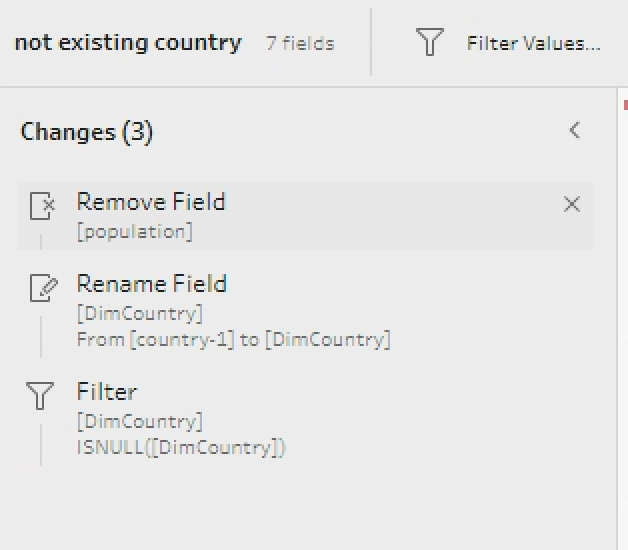 not existing country 7 fields Filter Values...
Changes (3)
Remove Field
[population]
Rename Field
[DimCountry]
From [country-1] to [DimCountry]
Filter
[DimCountry]
ISNULL([DimCountry])